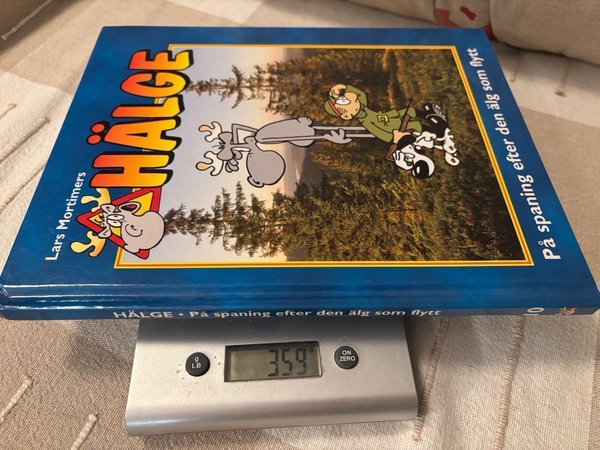 Lars Mortimers
HÄLGE
På spaning efter den älg som flytt
HÄLGE • På spaning efter den älg som flytt
g
LB
359
ON
ZERO